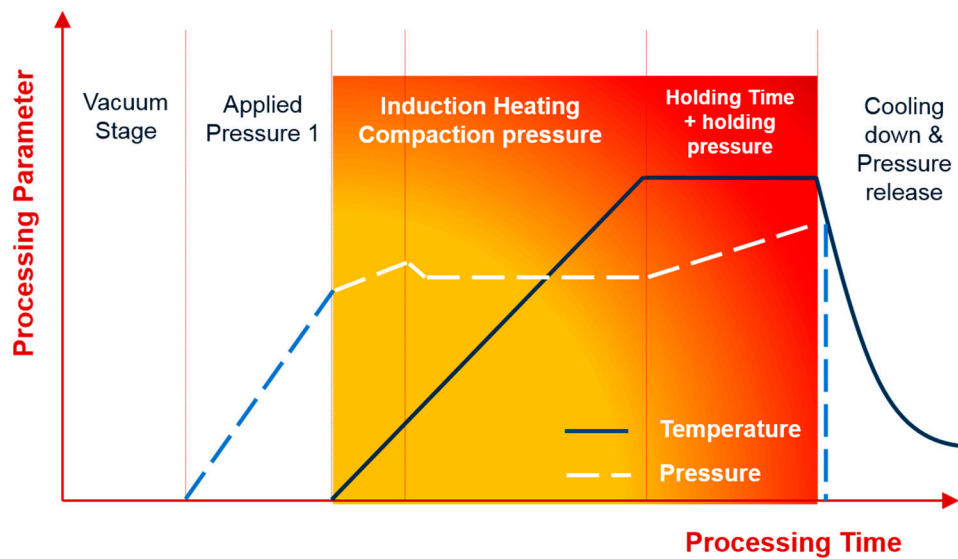 Processing Parameter
Vacuum
Stage
Applied
Pressure 1
Induction Heating
Compaction pressure
Holding Time
+ holding
pressure
Cooling
down &
Pressure
release
Temperature
Pressure
Processing Time